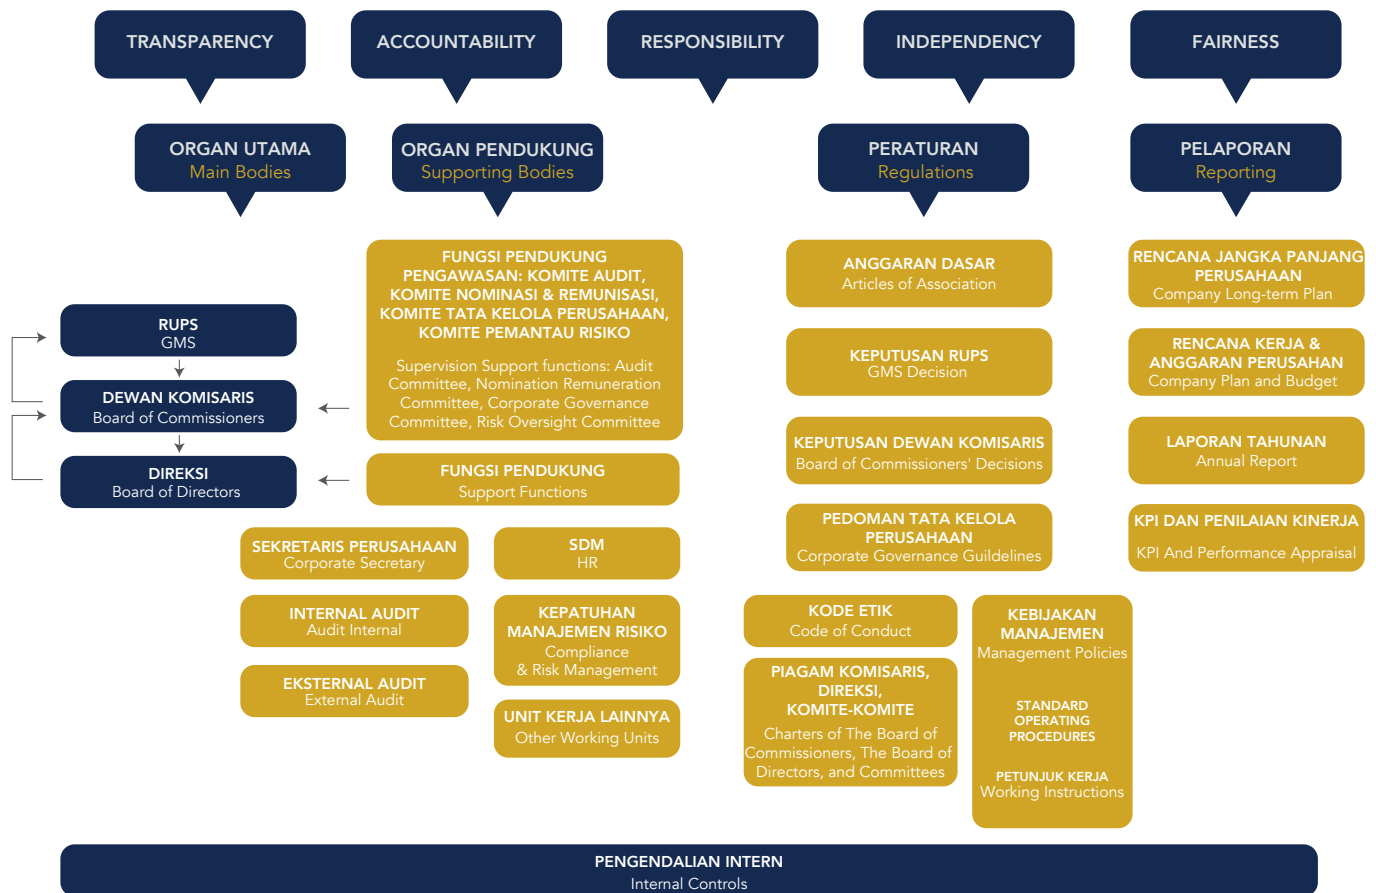 TRANSPARENCY
ACCOUNTABILITY
RESPONSIBILITY
INDEPENDENCY
FAIRNESS
ORGAN UTAMA
Main Bodies
ORGAN PENDUKUNG
Supporting Bodies
PERATURAN
Regulations
PELAPORAN
Reporting
RUPS
GMS
DEWAN KOMISARIS
Board of Commissioners
DIREKSI
Board of Directors
FUNGSI PENDUKUNG
PENGAWASAN: KOMITE AUDIT,
KOMITE NOMINASI & REMUNISASI,
KOMITE TATA KELOLA PERUSAHAAN,
KOMITE PEMANTAU RISIKO
Supervision Support functions: Audit
Committee, Nomination Remuneration
Committee, Corporate Governance
Committee, Risk Oversight Committee
FUNGSI PENDUKUNG
Support Functions
SEKRETARIS PERUSAHAAN
Corporate Secretary
INTERNAL AUDIT
Audit Internal
EKSTERNAL AUDIT
External Audit
SDM
HR
KEPATUHAN
MANAJEMEN RISIKO
Compliance
& Risk Management
UNIT KERJA LAINNYA
Other Working Units
ANGGARAN DASAR
Articles of Association
KEPUTUSAN RUPS
GMS Decision
KEPUTUSAN DEWAN KOMISARIS
Board of Commissioners' Decisions
PEDOMAN TATA KELOLA
PERUSAHAAN
Corporate Governance Guildelines
KODE ETIK
Code of Conduct
PIAGAM KOMISARIS,
DIREKSI,
KOMITE-KOMITE
Charters of The Board of
Commissioners, The Board of
Directors, and Committees
KEBIJAKAN
MANAJEMEN
Management Policies
STANDARD
OPERATING
PROCEDURES
PETUNJUK KERJA
Working Instructions
RENCANA JANGKA PANJANG
PERUSAHAAN
Company Long-term Plan
RENCANA KERJA &
ANGGARAN PERUSAHAN
Company Plan and Budget
LAPORAN TAHUNAN
Annual Report
KPI DAN PENILAIAN KINERJA
KPI And Performance Appraisal
PENGENDALIAN INTERN
Internal Controls